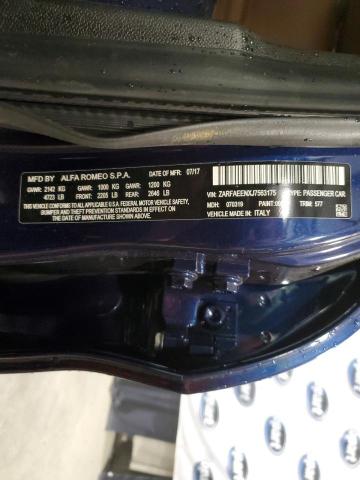 MFD BY ALFA ROMEO S.P.A. DATE OF MFR: 07/17
GVWR: 2142 KG GAWR: 1000 KG GAWR: 1200 KG
4723 LB FRONT: 2205 LB REAR: 2646 LB
THIS VEHICLE CONFORMS TO ALL APPLICABLE U.S.A. FEDERAL MOTOR VEHICLE SAFETY,
BUMPER AND THEFT PREVENTION STANDARDS IN EFFECT ON
THE DATE OF MANUFACTURE SHOWN ABOVE.
VIN: ZARFAEENXJ7563175 TYPE: PASSENGER CAR
MDH: 070319 PAINT: TRIM: 577
VEHICLE MADE IN: ITALY